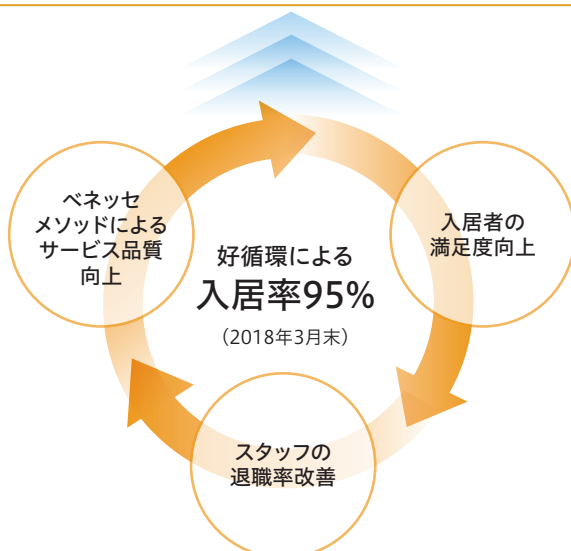 ベネッセ
メソッドによる
サービス品質
向上
入居者の
満足度向上
好循環による
入居率95%
（2018年3月末）
スタッフの
退職率改善